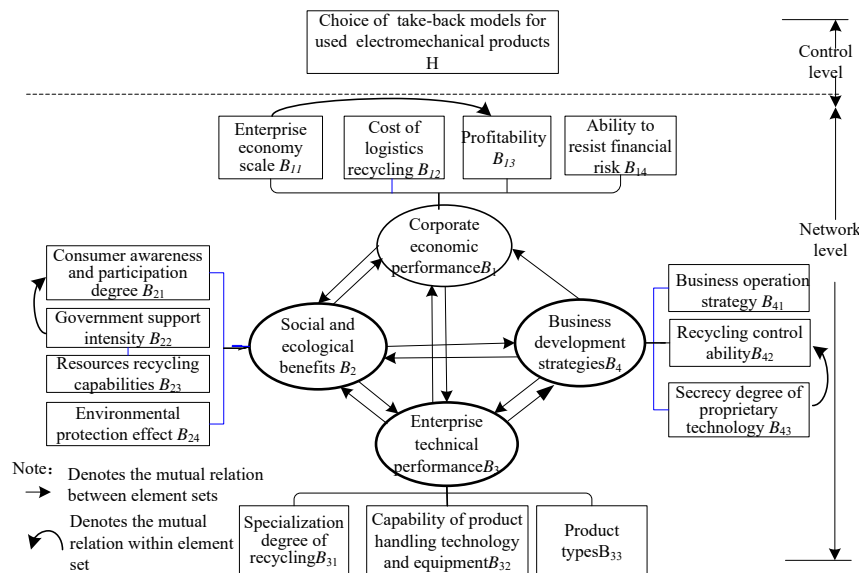 Choice of take-back models for
used electromechanical products
H
Control
level
Enterprise
economy
scale B11
Cost of
logistics
recycling B12
Profitability
B13
Ability to
resist financial
risk B14
Network
level
Corporate
economic
performanceB1
Consumer awareness
and participation
degree B21
Government support
intensity B22
Resources recycling
capabilities B23
Environmental
protection effect B24
Social and
ecological
benefits B2
Business
development
strategiesB4
Business operation
strategy B41
Recycling control
abilityB42
Secrecy degree of
proprietary
technology B43
Enterprise
technical
performanceB3
Note:
Denotes the mutual relation
between element sets
Denotes the mutual
relation within element
set
Specialization
degree of
recyclingB31
Capability of product
handling technology
and equipmentB32
Product
typesB33